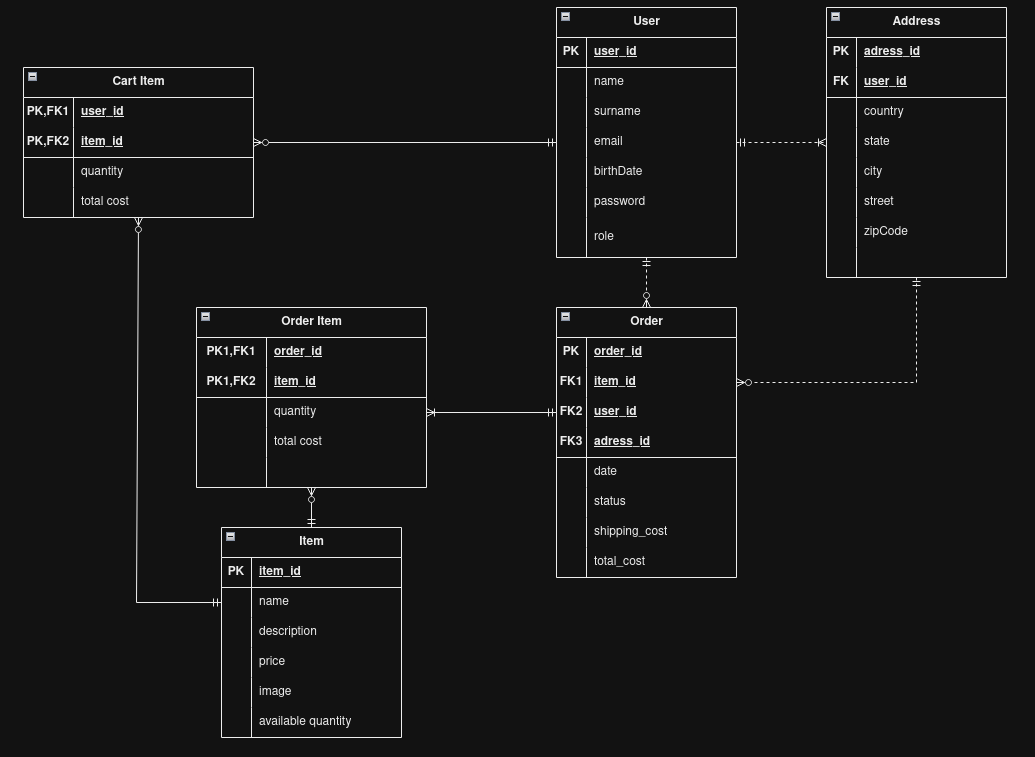 User
PK user_id
name
surname
email
birthDate
password
role
Address
PK adress_id
FK user_id
country
state
city
street
zipCode
Cart Item
PK,FK1 user_id
PK,FK2 item_id
quantity
total cost
Order Item
PK1,FK1 order_id
PK1,FK2 item_id
quantity
total cost
Order
PK order_id
FK1 item_id
FK2 user_id
FK3 adress_id
date
status
shipping_cost
total_cost
Item
PK item_id
name
description
price
image
available quantity